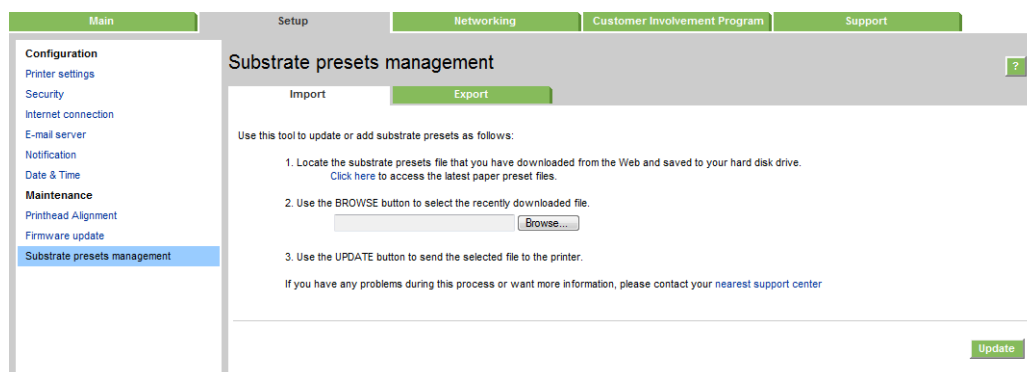 Main
Setup
Networking
Customer Involvement Program
Support
Configuration
Printer settings
Security
Internet connection
E-mail server
Notification
Date & Time
Maintenance
Printhead Alignment
Firmware update
Substrate presets management
Substrate presets management
?
Import
Export
Use this tool to update or add substrate presets as follows:
1. Locate the substrate presets file that you have downloaded from the Web and saved to your hard disk drive.
Click here to access the latest paper preset files.
2. Use the BROWSE button to select the recently downloaded file.
Browse...
3. Use the UPDATE button to send the selected file to the printer.
If you have any problems during this process or want more information, please contact your nearest support center
Update